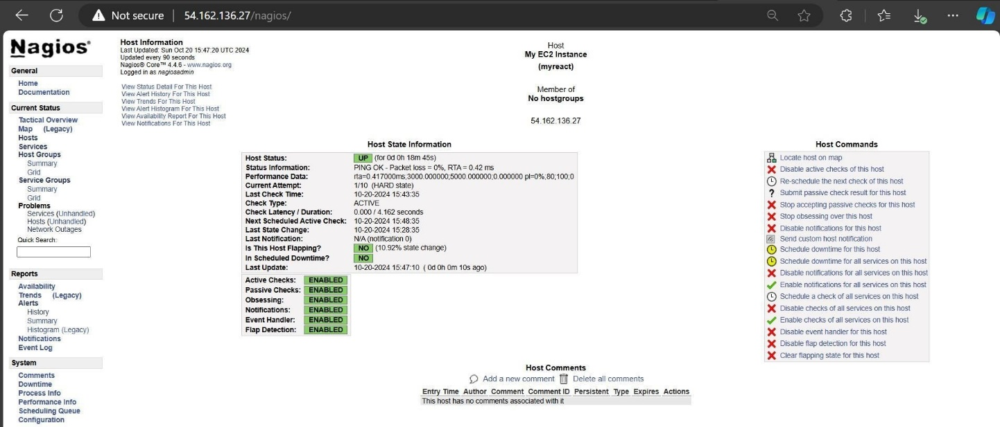 Not secure 54.162.136.27/nagios/
Nagios®
General
Home
Documentation
Current Status
Tactical Overview
Map (Legacy)
Hosts
Services
Host Groups
Summary
Grid
Service Groups
Summary
Grid
Problems
Services (Unhandled)
Hosts (Unhandled)
Network Outages
Quick Search:
Reports
Availability
Trends (Legacy)
Alerts
History
Summary
Histogram (Legacy)
Notifications
Event Log
System
Comments
Downtime
Process Info
Performance Info
Scheduling Queue
Configuration
Host Information
Last Updated: Sun Oct 20 15:47:20 UTC 2024
Updated every 90 seconds
Nagios® Core™ 4.4.6 - www.nagios.org
Logged in as nagiosadmin
View Status Detail For This Host
View Alert History For This Host
View Trends For This Host
View Alert Histogram For This Host
View Availability Report For This Host
View Notifications For This Host
Host
My EC2 Instance
(myreact)
Member of
No hostgroups
54.162.136.27
Host State Information
Host Status: UP (for 0d 0h 18m 45s)
Status Information: PING OK - Packet loss = 0%, RTA = 0.42 ms
Performance Data: rta=0.417000ms;3000.000000;5000.000000;0.000000 pl=0%;80;100;0
Current Attempt: 1/10 (HARD state)
Last Check Time: 10-20-2024 15:43:35
Check Type: ACTIVE
Check Latency / Duration: 0.000 / 4.162 seconds
Next Scheduled Active Check: 10-20-2024 15:48:35
Last State Change: 10-20-2024 15:28:35
Last Notification: N/A (notification 0)
Is This Host Flapping? NO (10.92% state change)
In Scheduled Downtime? NO
Last Update: 10-20-2024 15:47:10 ( 0d 0h 0m 10s ago)
Active Checks: ENABLED
Passive Checks: ENABLED
Obsessing: ENABLED
Notifications: ENABLED
Event Handler: ENABLED
Flap Detection: ENABLED
Host Commands
Locate host on map
Disable active checks of this host
Re-schedule the next check of this host
Submit passive check result for this host
Stop accepting passive checks for this host
Stop obsessing over this host
Disable notifications for this host
Send custom host notification
Schedule downtime for this host
Schedule downtime for all services on this host
Disable notifications for all services on this host
Enable notifications for all services on this host
Schedule a check of all services on this host
Disable checks of all services on this host
Enable checks of all services on this host
Disable event handler for this host
Disable flap detection for this host
Clear flapping state for this host
Host Comments
Add a new comment Delete all comments
Entry Time Author Comment Comment ID Persistent Type Expires Actions
This host has no comments associated with it